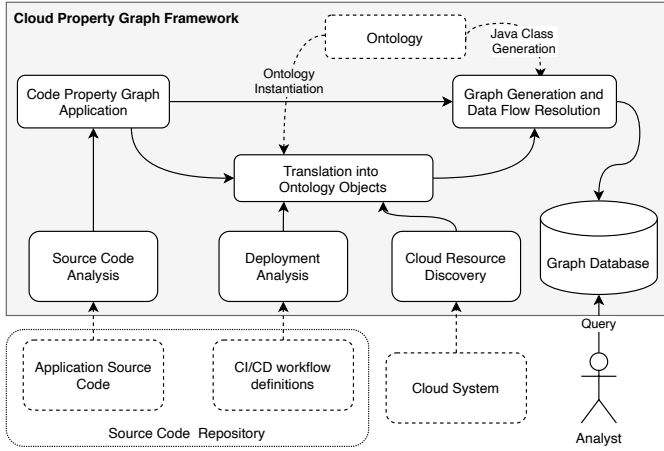 Cloud Property Graph Framework
Ontology
Java Class
Generation
Ontology
Instantiation
Code Property Graph
Application
Graph Generation and
Data Flow Resolution
Translation into
Ontology Objects
Source Code
Analysis
Deployment
Analysis
Cloud Resource
Discovery
Graph Database
Query
Application Source
Code
CI/CD workflow
definitions
Cloud System
Source Code Repository
Analyst